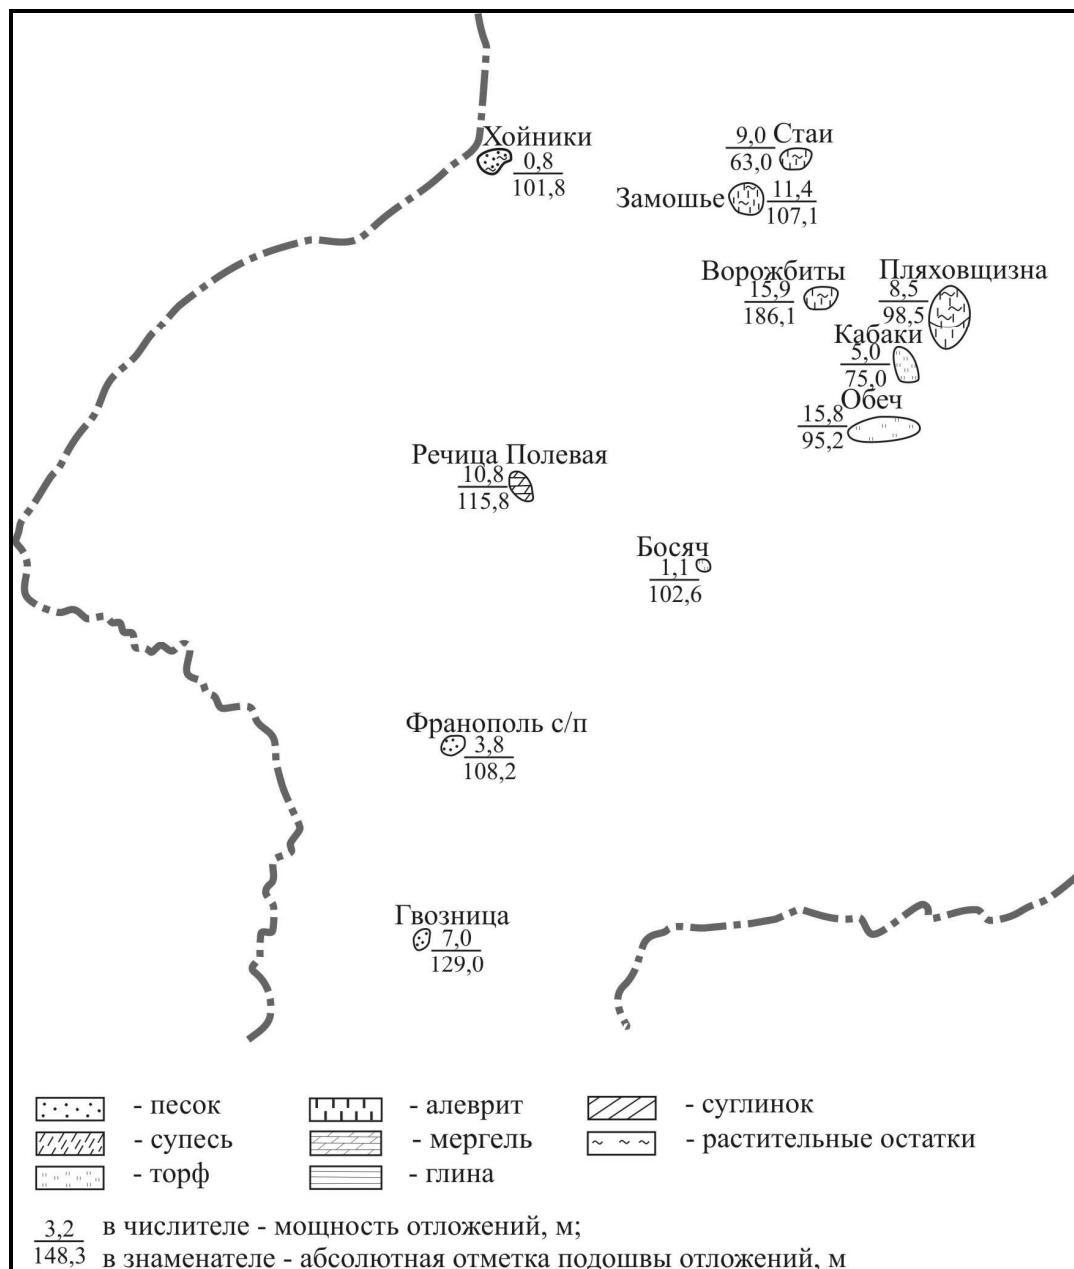 Хойники
0,8
101,8
9,0 Стаи
63,0
Замошье 11,4
107,1
Ворожбиты
15,9
186,1
Пляховщизна
8,5
98,5
Кабаки
5,0
75,0
Обеч
15,8
95,2
Речица Полевая
10,8
115,8
Босяч
1,1
102,6
Франополь с/п
3,8
108,2
Гвозница
7,0
129,0
- песок - алеврит - суглинок
- супесь - мергель - растительные остатки
- торф - глина
3,2 в числителе - мощность отложений, м;
148,3 в знаменателе - абсолютная отметка подошвы отложений, м